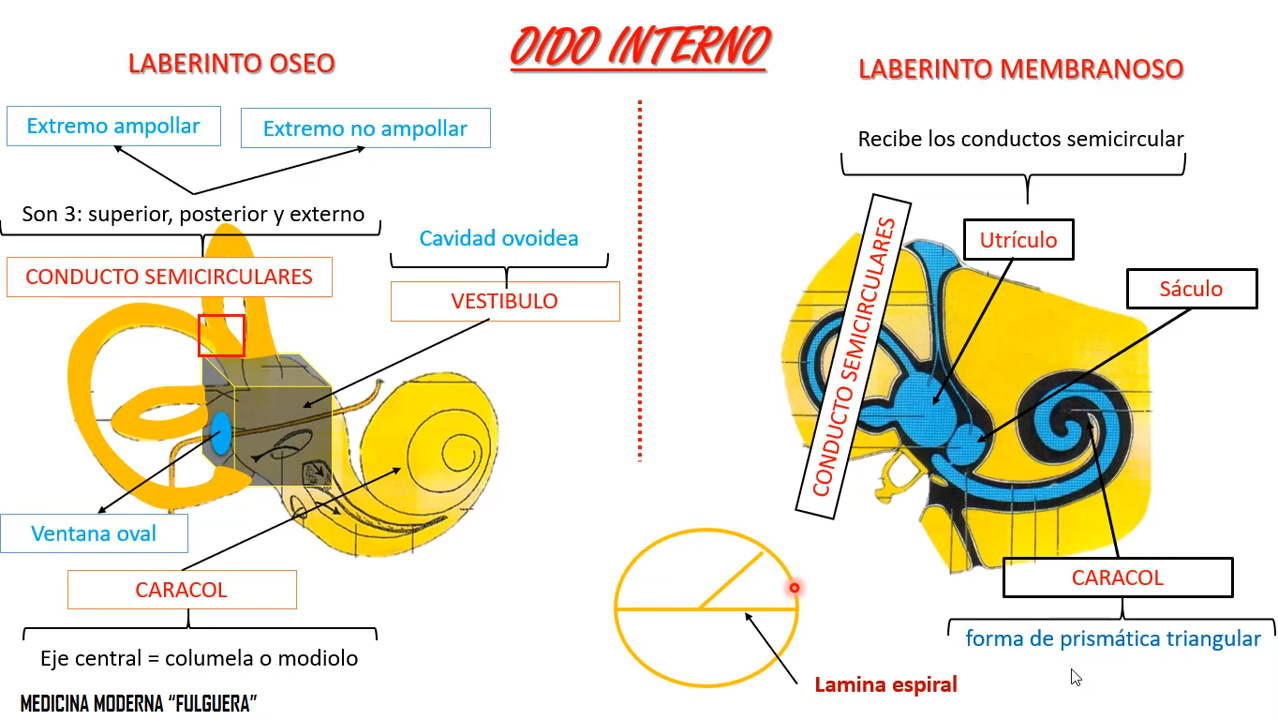 OIDO INTERNO
LABERINTO OSEO
Extremo ampollar
Extremo no ampollar
Son 3: superior, posterior y externo
CONDUCTO SEMICIRCULARES
Cavidad ovoidea
VESTIBULO
Ventana oval
CARACOL
Eje central = columela o modiolo
MEDICINA MODERNA “FULGUERA”
LABERINTO MEMBRANOSO
Recibe los conductos semicircular
Utrículo
CONDUCTO SEMICIRCULARES
Sáculo
CARACOL
forma de prismática triangular
Lamina espiral